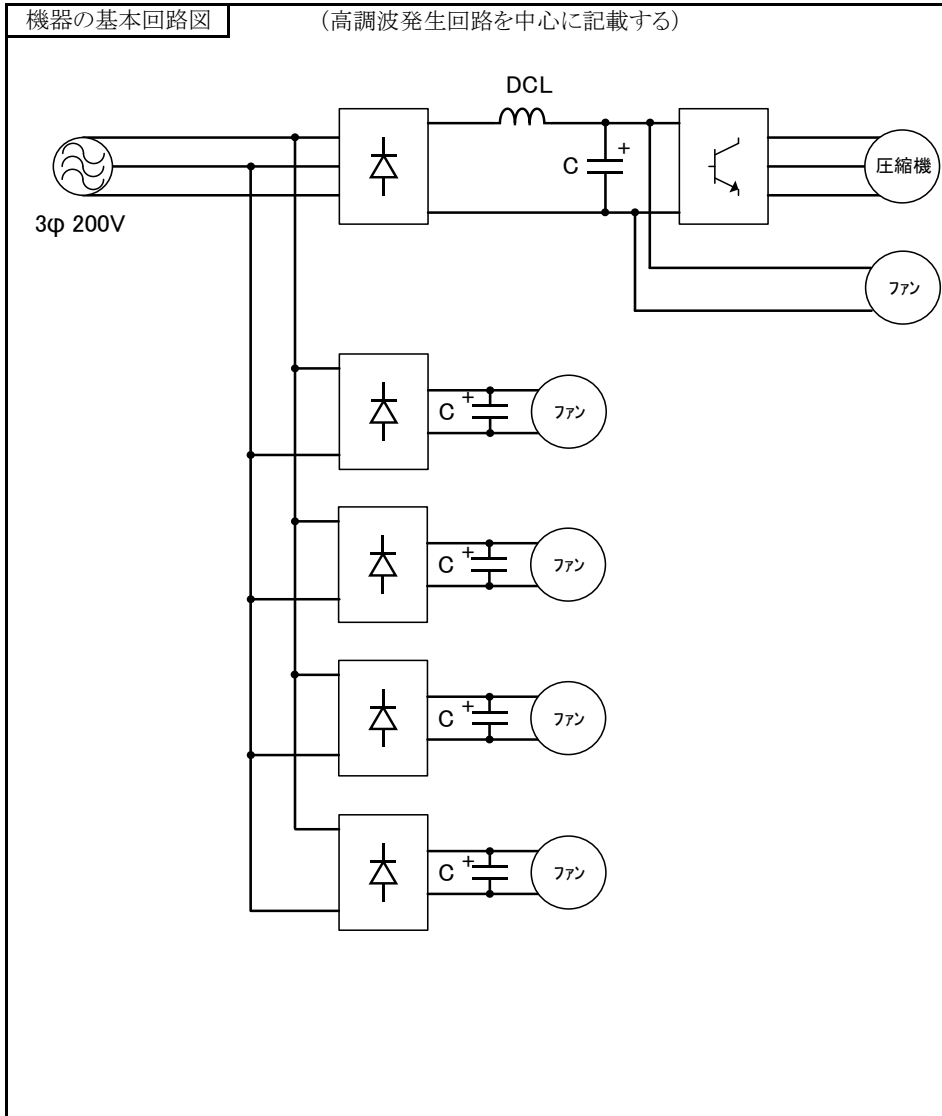 機器の基本回路図
(高調波発生回路を中心に記載する)
DCL
C
+
圧縮機
3φ 200V
ファン
C
+
ファン
C
+
ファン
C
+
ファン
C
+
ファン